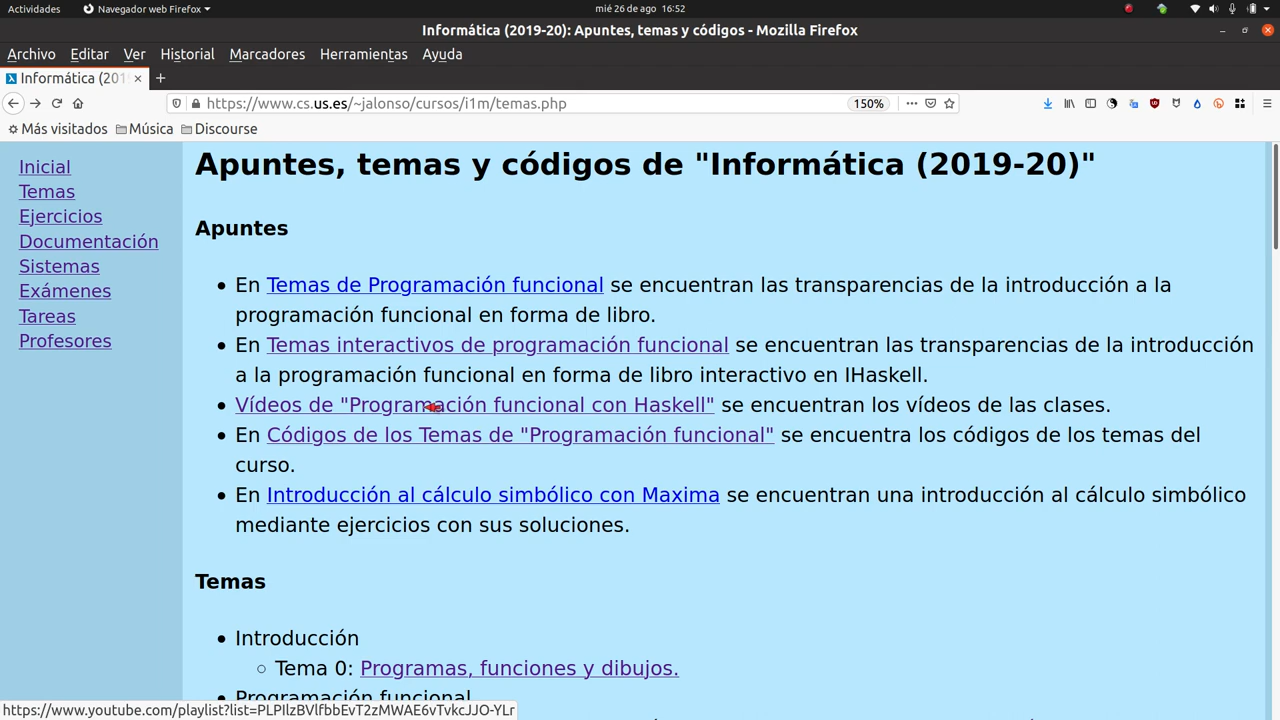 Actividades Navegador web Firefox mié 26 de ago 16:52
Informática (2019-20): Apuntes, temas y códigos - Mozilla Firefox
Archivo Editar Ver Historial Marcadores Herramientas Ayuda
Informática (201
https://www.cs.us.es/~jalonso/cursos/i1m/temas.php 150%
Más visitados Música Discourse
Inicial
Temas
Ejercicios
Documentación
Sistemas
Exámenes
Tareas
Profesores
Apuntes, temas y códigos de "Informática (2019-20)"
Apuntes
En Temas de Programación funcional se encuentran las transparencias de la introducción a la
programación funcional en forma de libro.
En Temas interactivos de programación funcional se encuentran las transparencias de la introducción
a la programación funcional en forma de libro interactivo en IHaskell.
Vídeos de "Programación funcional con Haskell" se encuentran los vídeos de las clases.
En Códigos de los Temas de "Programación funcional" se encuentra los códigos de los temas del
curso.
En Introducción al cálculo simbólico con Maxima se encuentran una introducción al cálculo simbólico
mediante ejercicios con sus soluciones.
Temas
Introducción
Tema 0: Programas, funciones y dibujos.
Programación funcional
https://www.youtube.com/playlist?list=PLPIlzBVlfbbEvT2zMWAE6vTvkcJJO-YLr